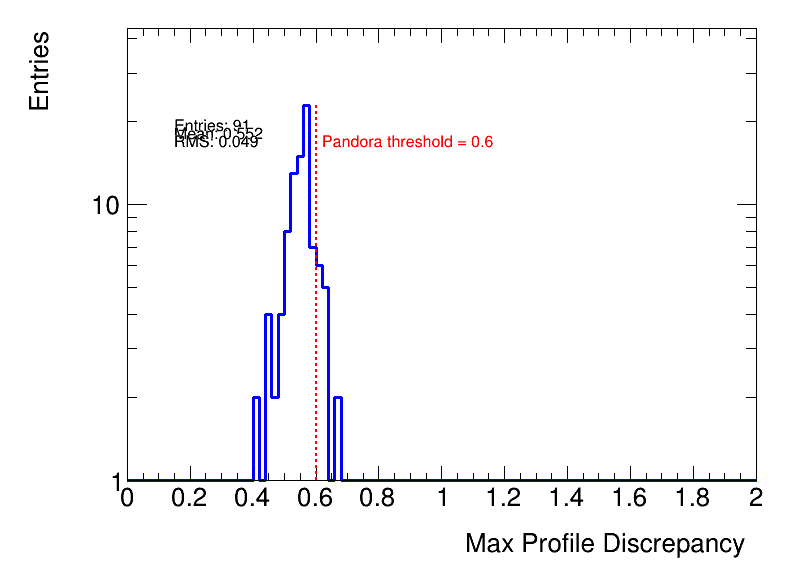 Entries
Entries: 91
Mean: 0.552
RMS: 0.049
Pandora threshold = 0.6
10
1
0 0.2 0.4 0.6 0.8 1 1.2 1.4 1.6 1.8 2
Max Profile Discrepancy